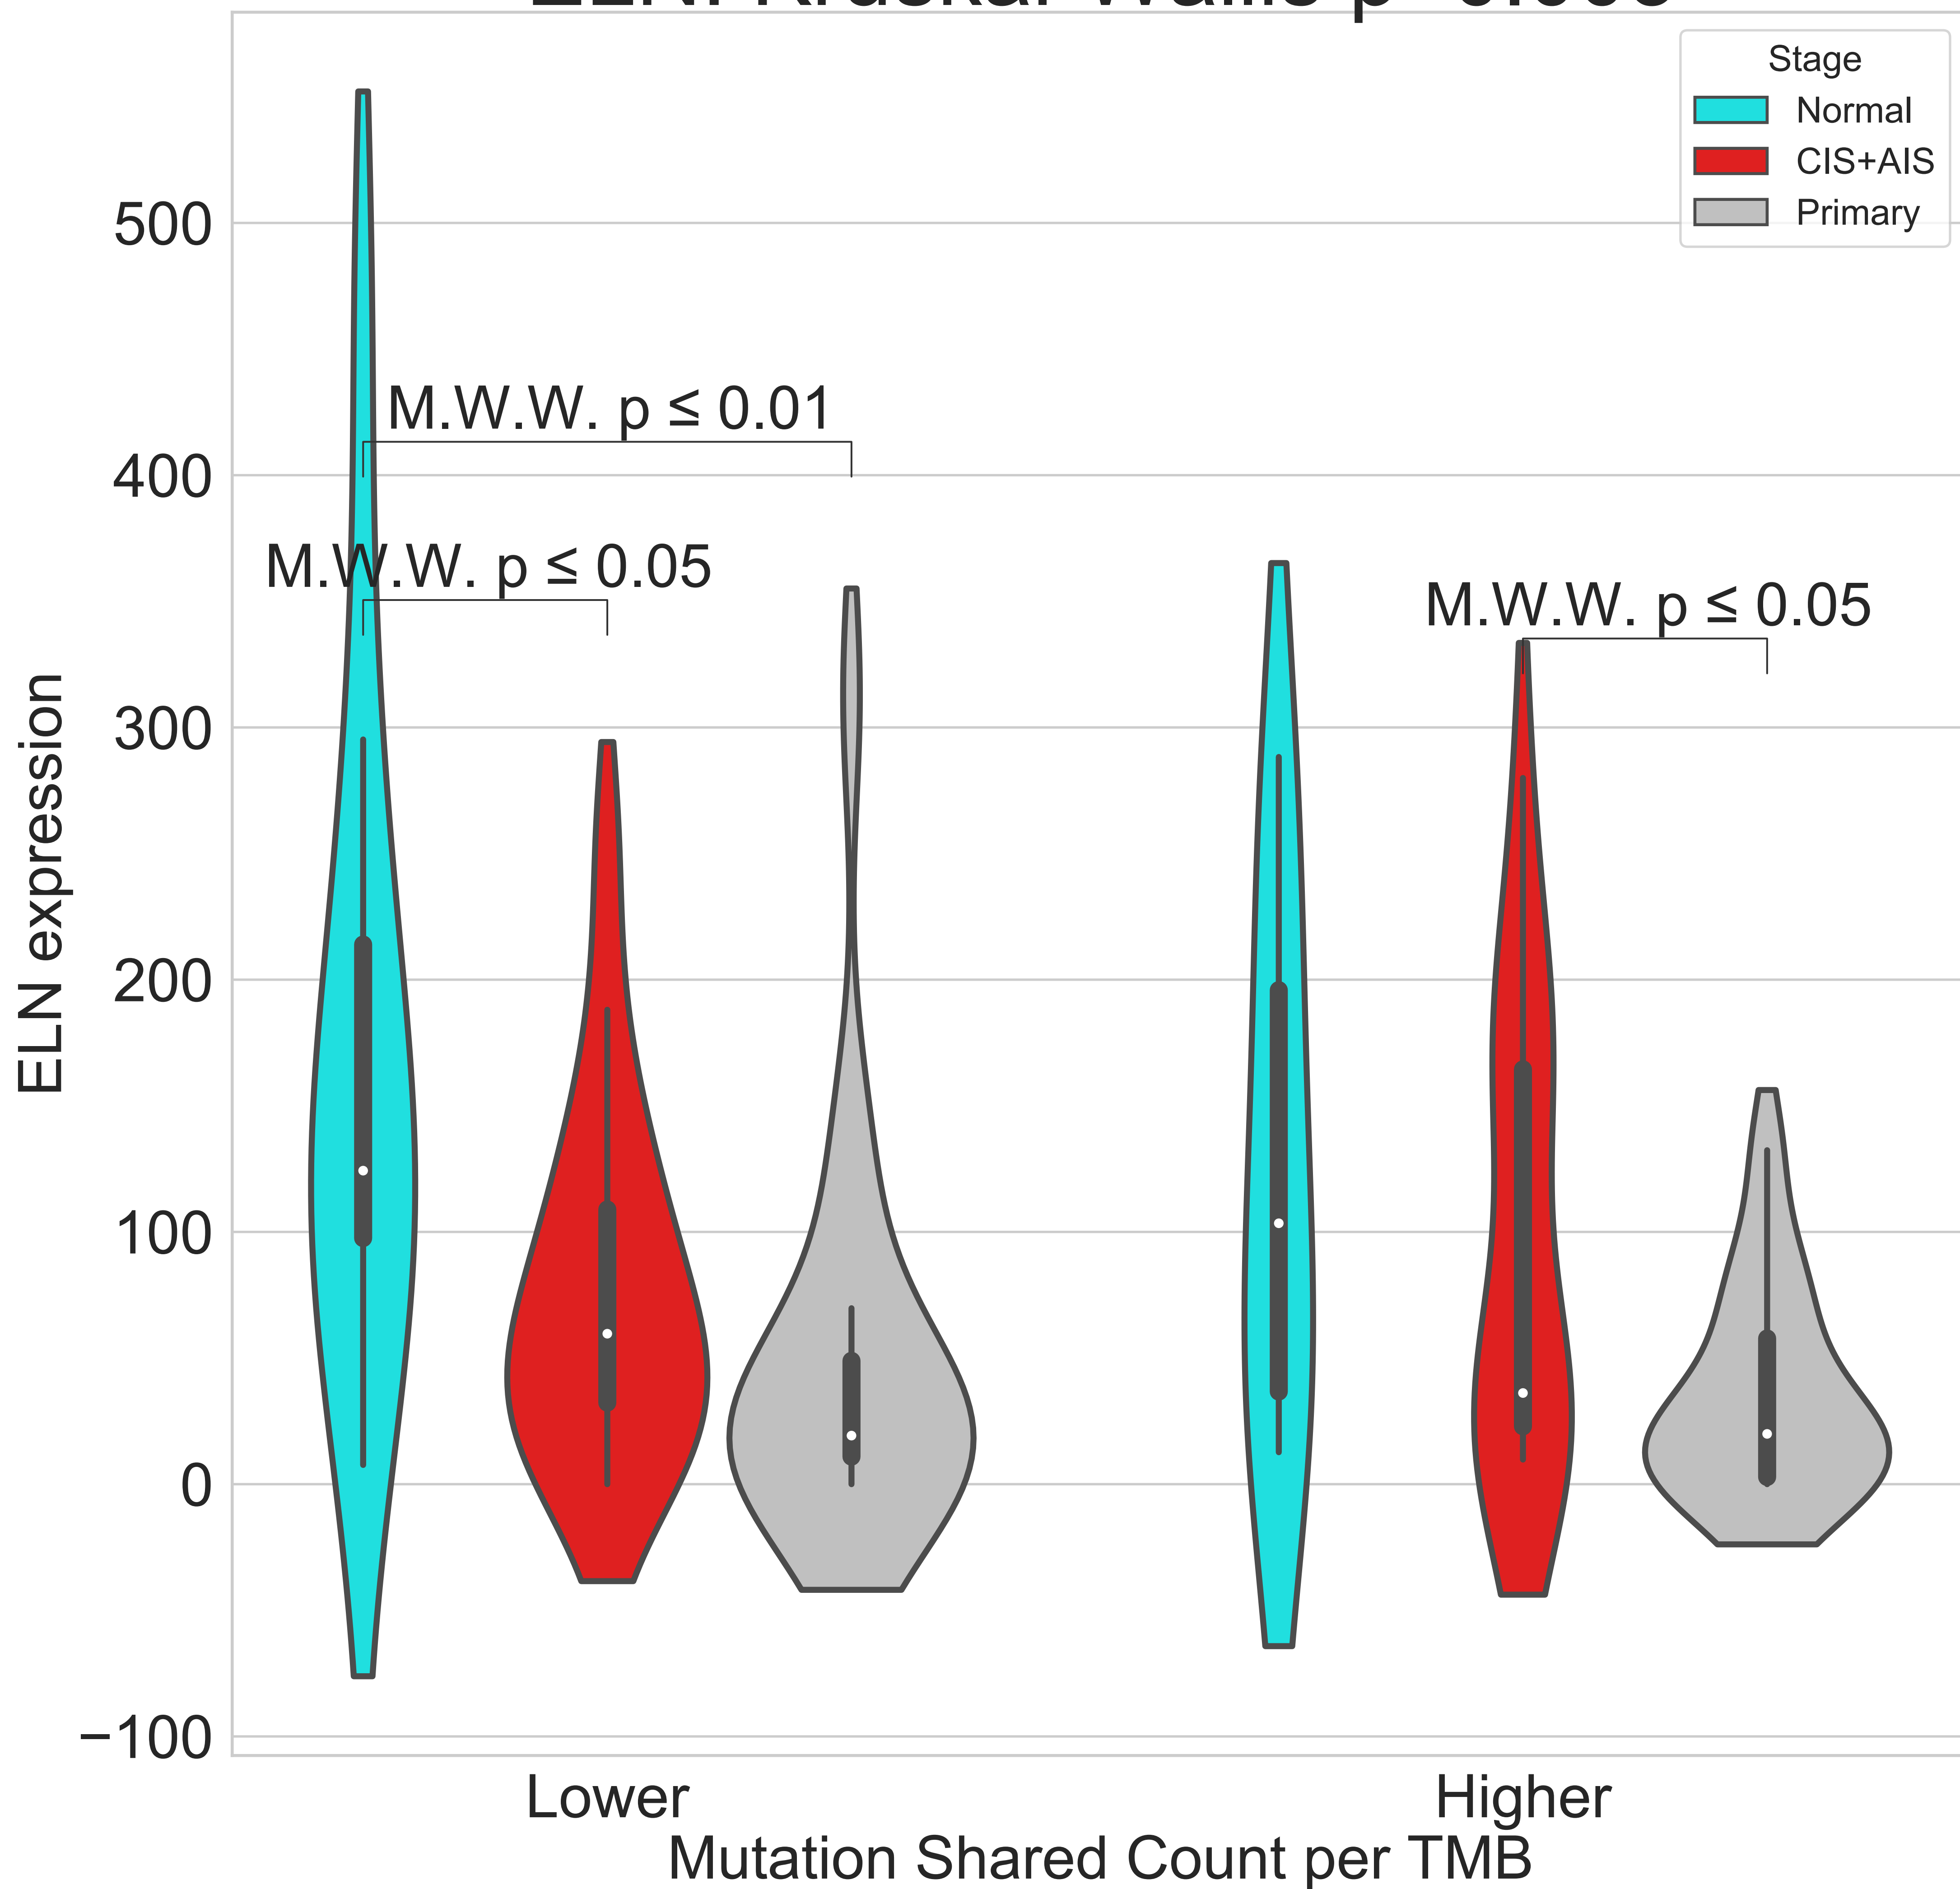 Stage
Normal
CIS+AIS
Primary
500
400
300
200
100
0
−100
ELN expression
M.W.W. p ≤ 0.01
M.W.W. p ≤ 0.05
M.W.W. p ≤ 0.05
Lower
Higher
Mutation Shared Count per TMB